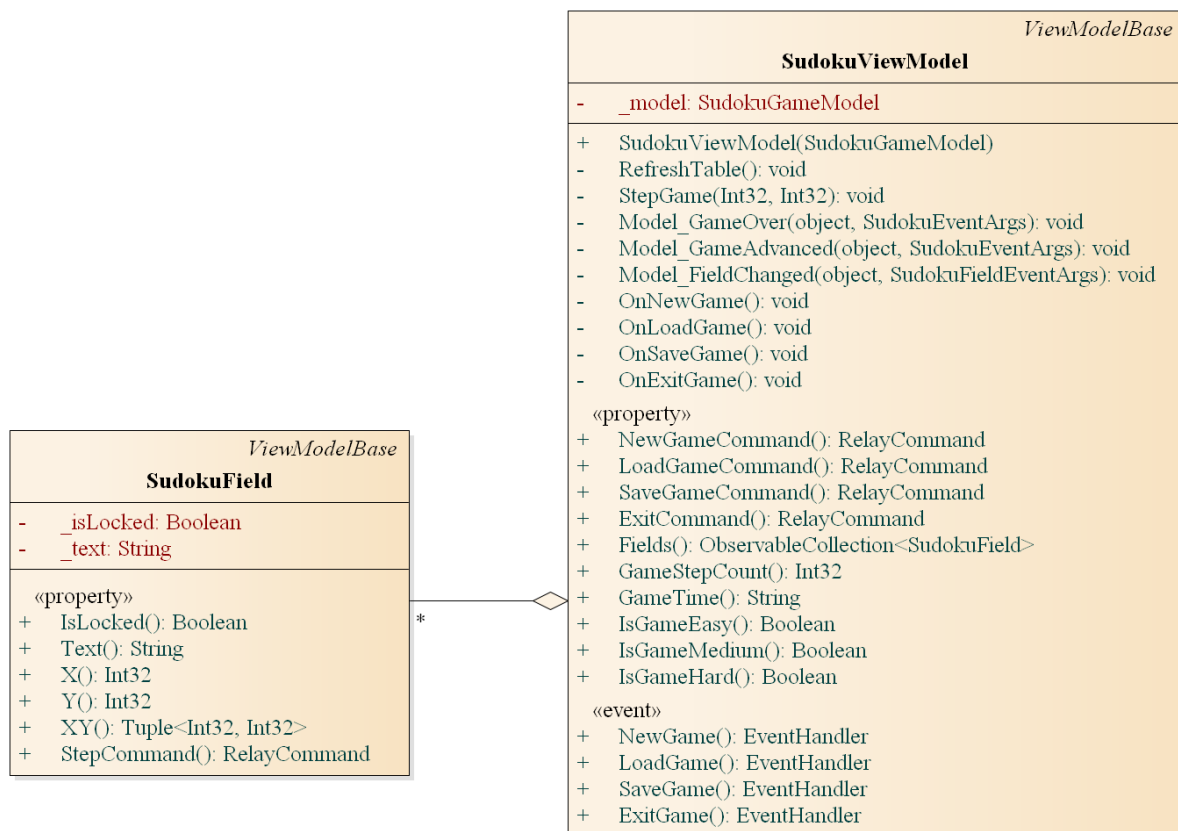 ViewModelBase
SudokuViewModel
- _model: SudokuGameModel
+ SudokuViewModel(SudokuGameModel)
- RefreshTable(): void
- StepGame(Int32, Int32): void
- Model_GameOver(object, SudokuEventArgs): void
- Model_GameAdvanced(object, SudokuEventArgs): void
- Model_FieldChanged(object, SudokuFieldEventArgs): void
- OnNewGame(): void
- OnLoadGame(): void
- OnSaveGame(): void
- OnExitGame(): void
«property»
+ NewGameCommand(): RelayCommand
+ LoadGameCommand(): RelayCommand
+ SaveGameCommand(): RelayCommand
+ ExitCommand(): RelayCommand
+ Fields(): ObservableCollection<SudokuField>
+ GameStepCount(): Int32
+ GameTime(): String
+ IsGameEasy(): Boolean
+ IsGameMedium(): Boolean
+ IsGameHard(): Boolean
«event»
+ NewGame(): EventHandler
+ LoadGame(): EventHandler
+ SaveGame(): EventHandler
+ ExitGame(): EventHandler
ViewModelBase
SudokuField
- _isLocked: Boolean
- _text: String
«property»
+ IsLocked(): Boolean
+ Text(): String
+ X(): Int32
+ Y(): Int32
+ XY(): Tuple<Int32, Int32>
+ StepCommand(): RelayCommand
*